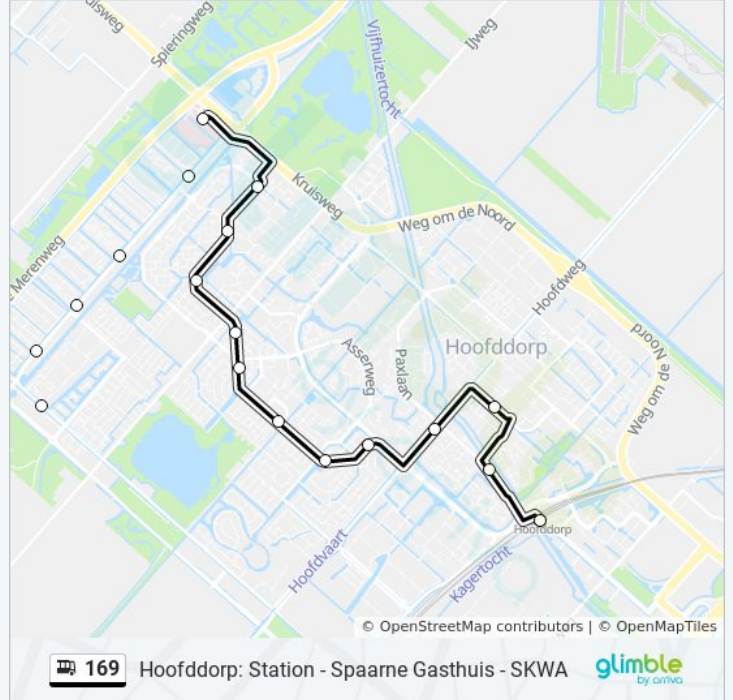 uisweg
Spieringweg
Vijfhuizertocht
IJweg
Kruisweg
Weg om de Noord
e Merenweg
Hoofdweg
Hoofddorp
Asserweg
Paxlaan
Weg om de Noord
Hoofddorp
Hoofdvaart
Kagertocht
© OpenStreetMap contributors | © OpenMapTiles
169 Hoofddorp: Station - Spaarne Gasthuis - SKWA
glimble
by arriva